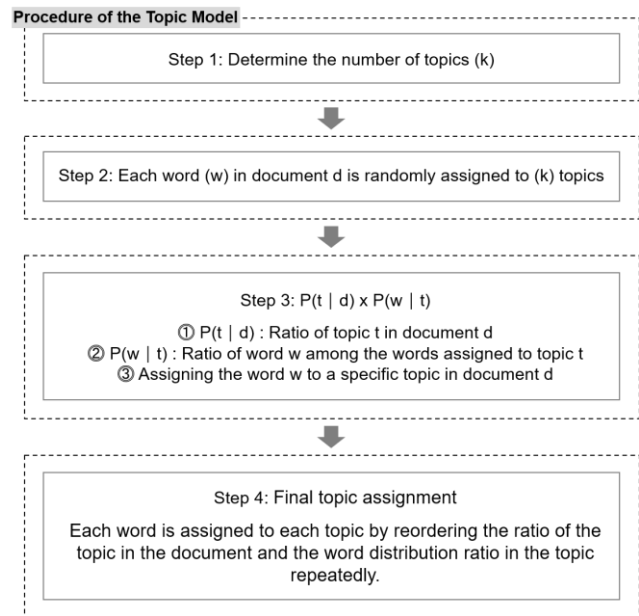 Procedure of the Topic Model
Step 1: Determine the number of topics (k)
Step 2: Each word (w) in document d is randomly assigned to (k) topics
Step 3: P(t | d) x P(w | t)
① P(t | d) : Ratio of topic t in document d
② P(w | t) : Ratio of word w among the words assigned to topic t
③ Assigning the word w to a specific topic in document d
Step 4: Final topic assignment
Each word is assigned to each topic by reordering the ratio of the
topic in the document and the word distribution ratio in the topic
repeatedly.